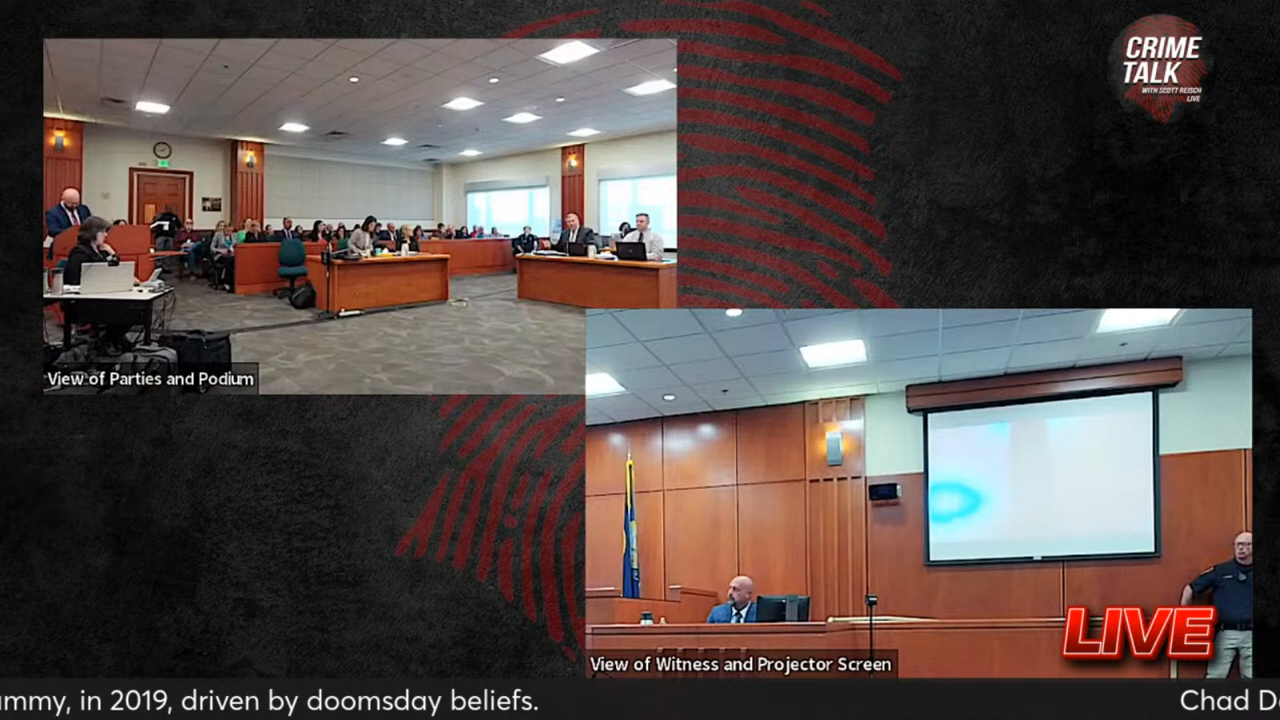 CRIME
TALK
WITH SCOTT REISCH
LIVE
View of Parties and Podium
View of Witness and Projector Screen
LIVE
in 2019, driven by doomsday beliefs.
Chad